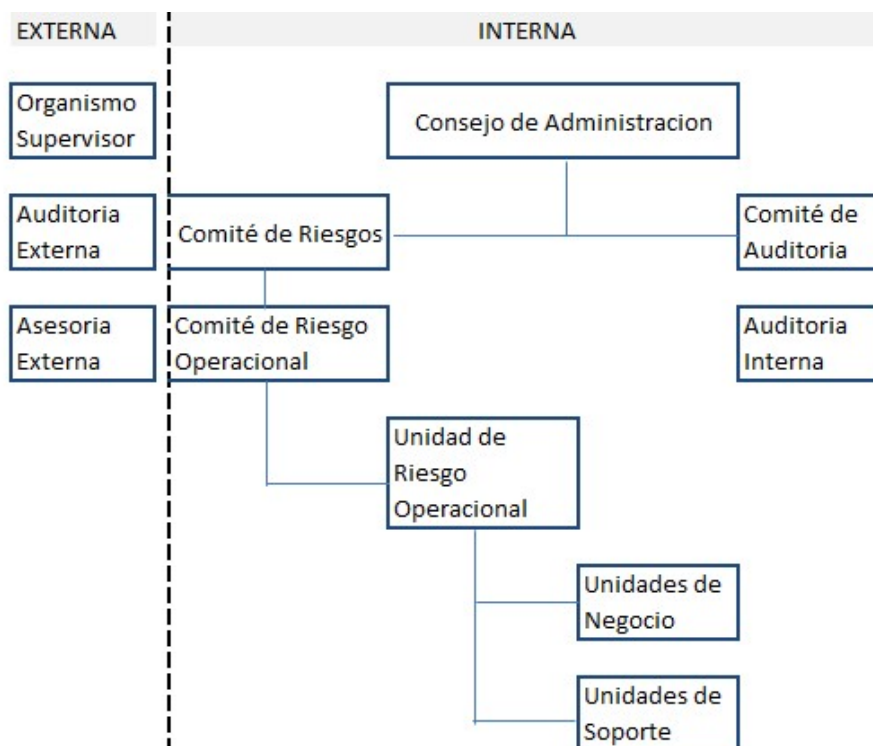 EXTERNA
INTERNA
Organismo
Supervisor
Consejo de Administracion
Auditoria
Externa
Comité de Riesgos
Comité de
Auditoria
Asesoria
Externa
Comité de Riesgo
Operacional
Auditoria
Interna
Unidad de
Riesgo
Operacional
Unidades de
Negocio
Unidades de
Soporte